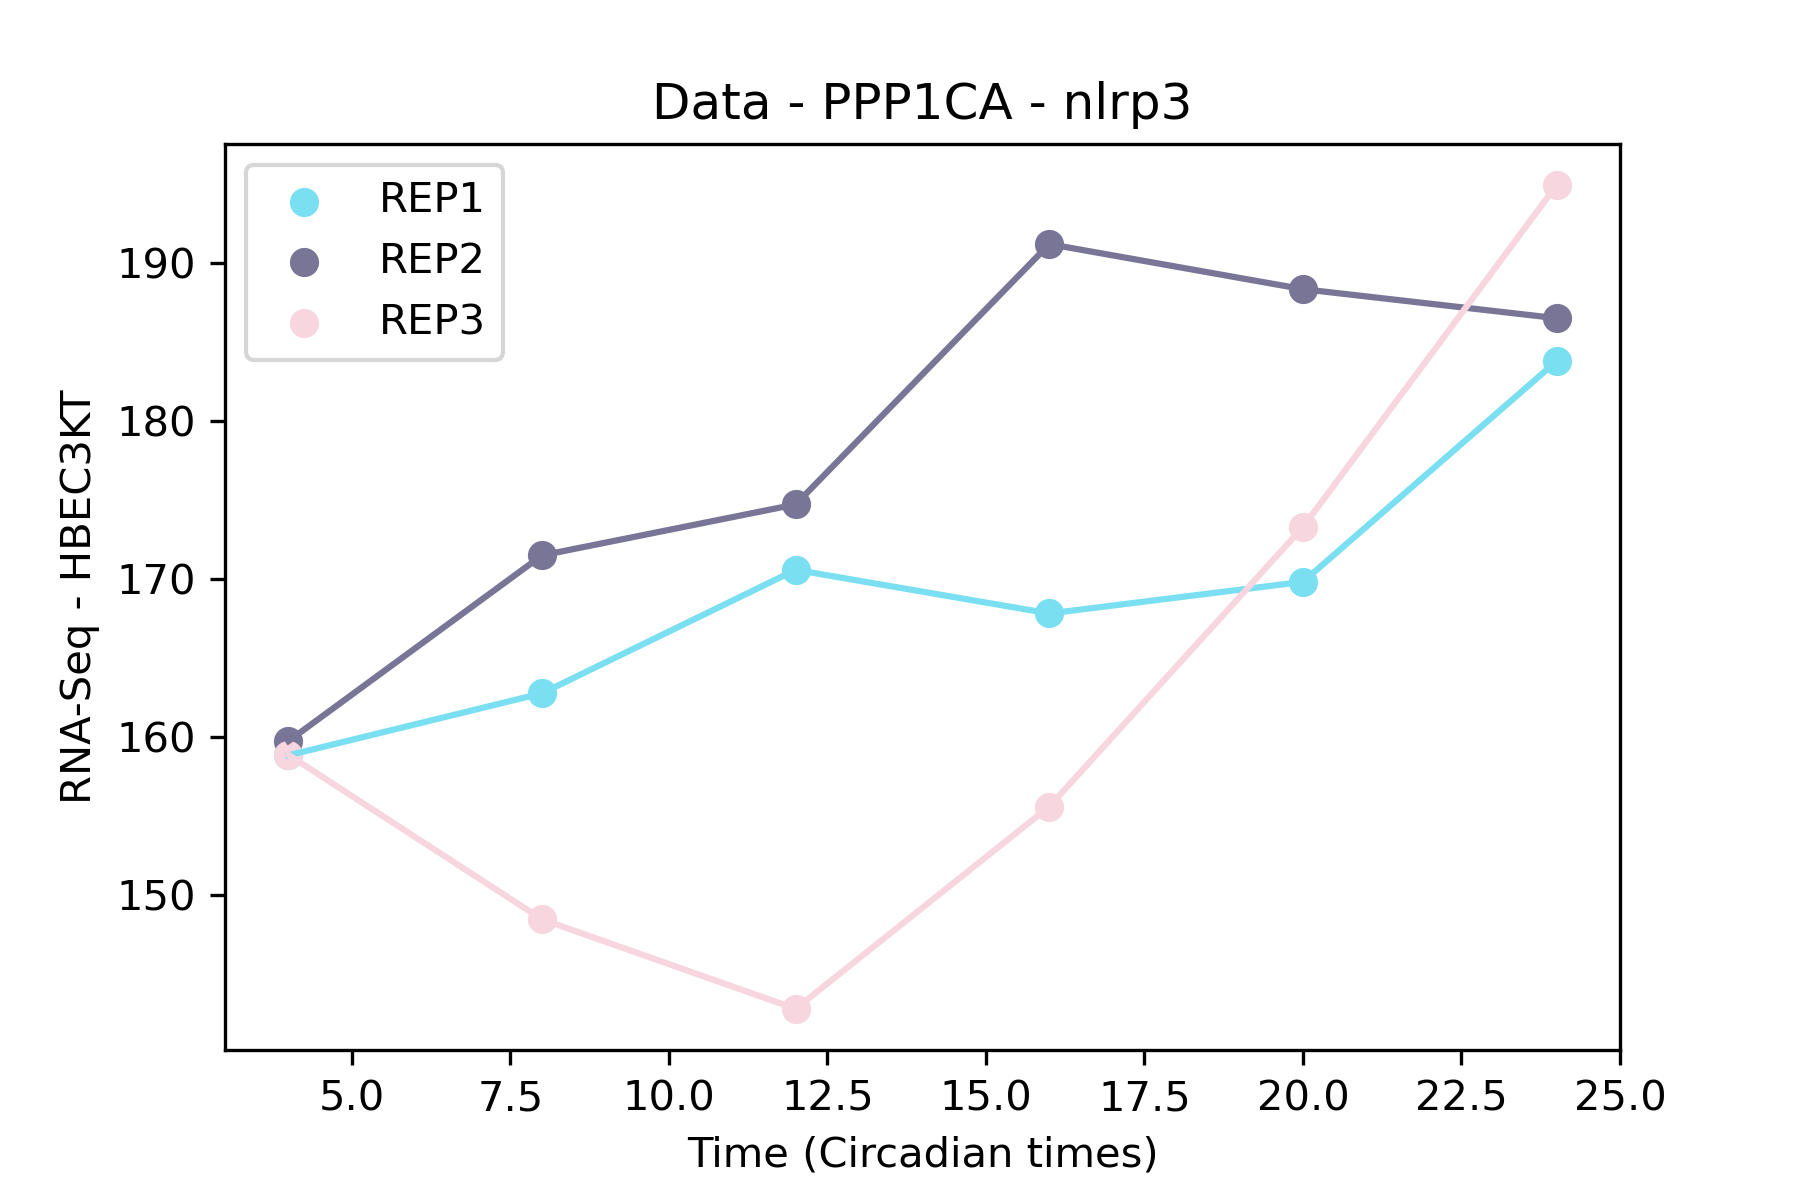 Data - PPP1CA - nlrp3
REP1
REP2
REP3
RNA-Seq - HBEC3KT
190
180
170
160
150
5.0 7.5 10.0 12.5 15.0 17.5 20.0 22.5 25.0
Time (Circadian times)